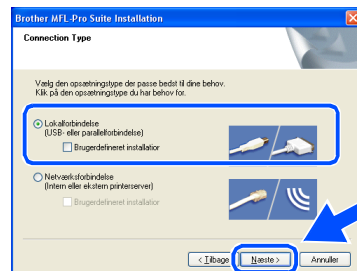 Brother MFL-Pro Suite Installation
Connection Type
Vælg den opsætningstype der passe bedst til dine behov.
Klik på den opsætningstype du har behov for.
Lokalforbindelse
(USB- eller parallelforbindelse)
Brugerdefineret installation
Netværksforbindelse
(Intern eller ekstern printerserver)
Brugerdefineret installation
< Tilbage Næste > Annuller